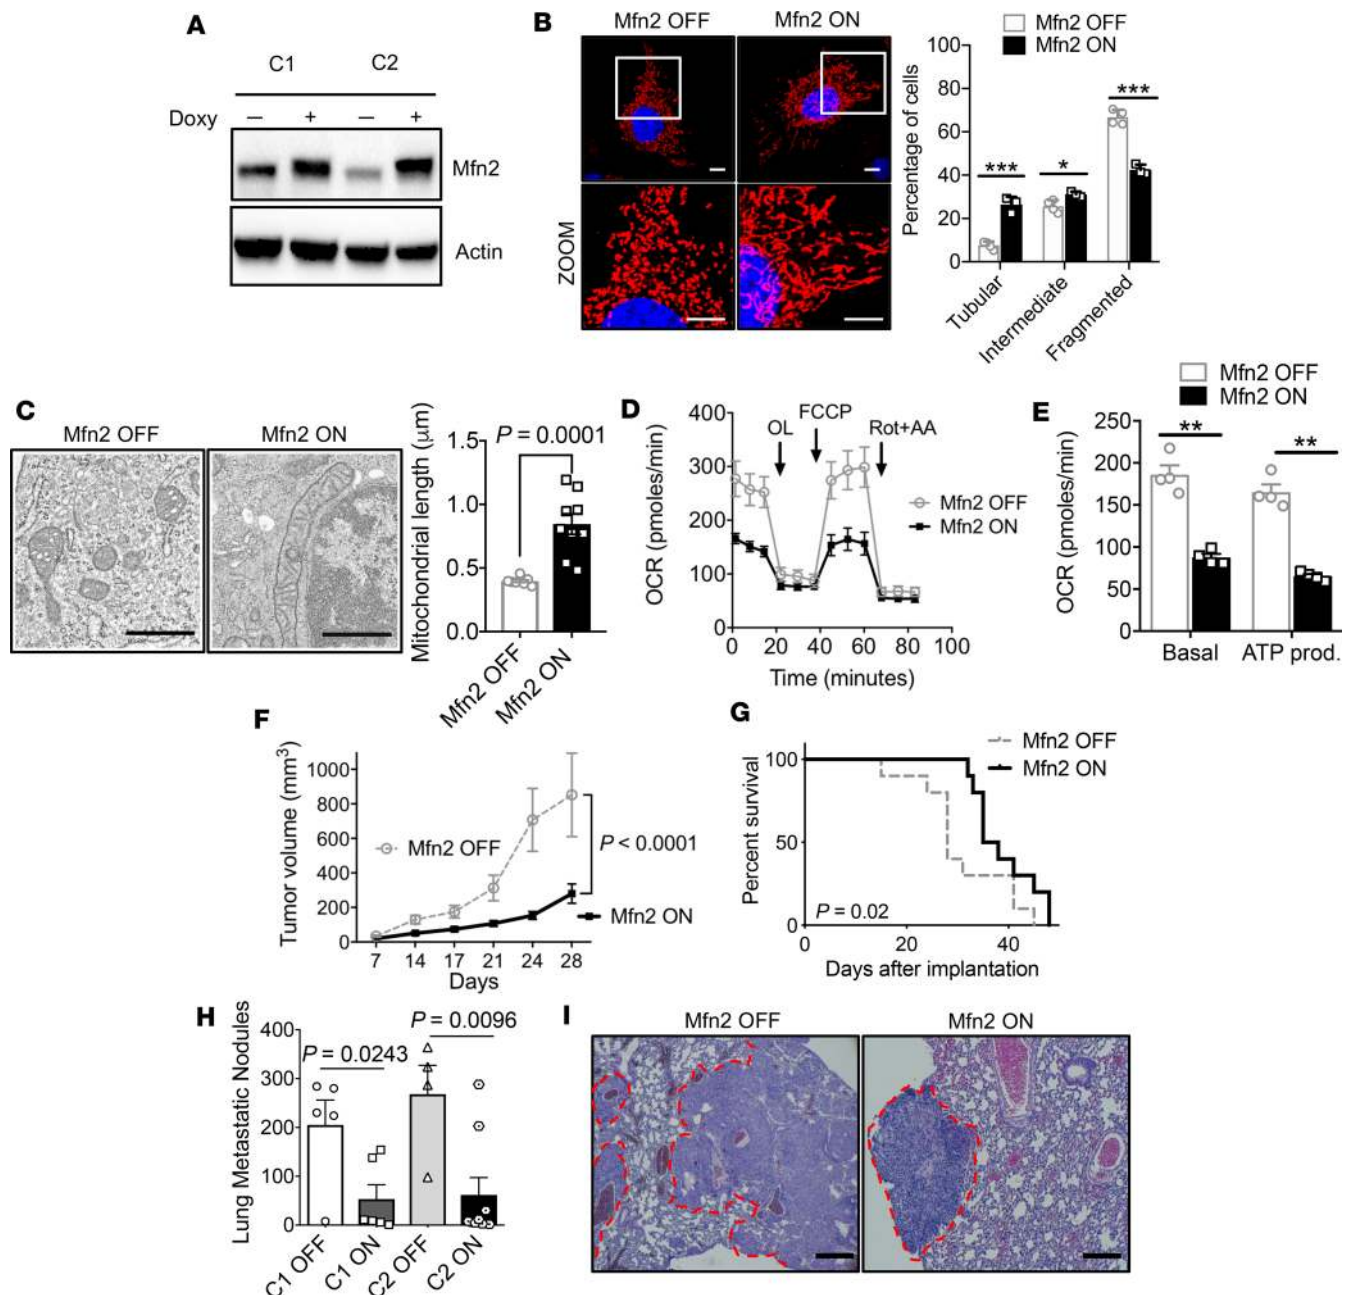 A
C1 C2
Doxy — + — +
Mfn2
Actin
B
Mfn2 OFF Mfn2 ON
ZOOM
Mfn2 OFF
Mfn2 ON
Percentage of cells
100
80
60
40
20
0
***
*
***
Tubular
Intermediate
Fragmented
C
Mfn2 OFF Mfn2 ON
Mitochondrial length (μm)
1.5
1.0
0.5
0.0
P = 0.0001
Mfn2 OFF
Mfn2 ON
D
OCR (pmoles/min)
400
300
200
100
0
OL
FCCP
Rot+AA
Mfn2 OFF
Mfn2 ON
0 20 40 60 80 100
Time (minutes)
E
Mfn2 OFF
Mfn2 ON
OCR (pmoles/min)
250
200
150
100
50
0
**
**
Basal ATP prod.
F
Tumor volume (mm³)
1000
800
600
400
200
0
Mfn2 OFF
P < 0.0001
Mfn2 ON
7 14 17 21 24 28
Days
G
Mfn2 OFF
Mfn2 ON
Percent survival
100
50
0
P = 0.02
0 20 40
Days after implantation
H
Lung Metastatic Nodules
400
300
200
100
0
P = 0.0243
P = 0.0096
C1 OFF
C1 ON
C2 OFF
C2 ON
I
Mfn2 OFF Mfn2 ON